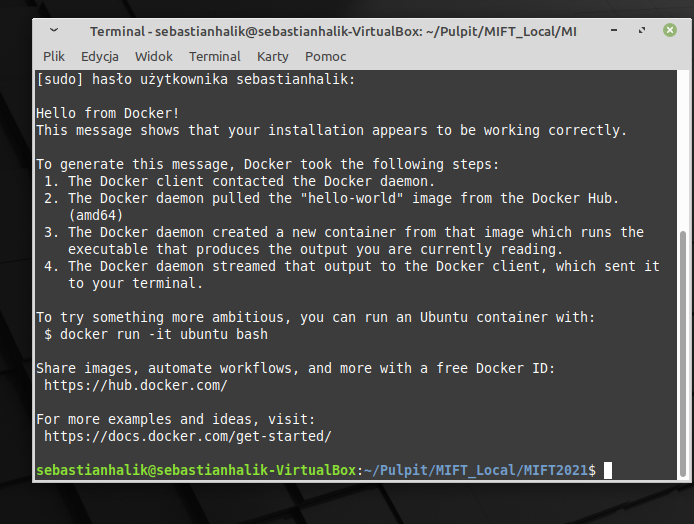 Terminal - sebastianhalik@sebastianhalik-VirtualBox: ~/Pulpit/MIFT_Local/MI
Plik Edycja Widok Terminal Karty Pomoc
[sudo] hasło użytkownika sebastianhalik:
Hello from Docker!
This message shows that your installation appears to be working correctly.
To generate this message, Docker took the following steps:
1. The Docker client contacted the Docker daemon.
2. The Docker daemon pulled the "hello-world" image from the Docker Hub.
(amd64)
3. The Docker daemon created a new container from that image which runs the
executable that produces the output you are currently reading.
4. The Docker daemon streamed that output to the Docker client, which sent it
to your terminal.
To try something more ambitious, you can run an Ubuntu container with:
$ docker run -it ubuntu bash
Share images, automate workflows, and more with a free Docker ID:
https://hub.docker.com/
For more examples and ideas, visit:
https://docs.docker.com/get-started/
sebastianhalik@sebastianhalik-VirtualBox:~/Pulpit/MIFT_Local/MIFT2021$